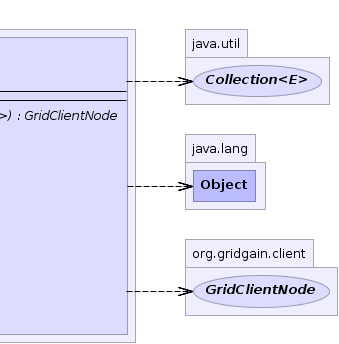 java.util
Collection<E>
>) : GridClientNode
java.lang
Object
org.gridgain.client
GridClientNode